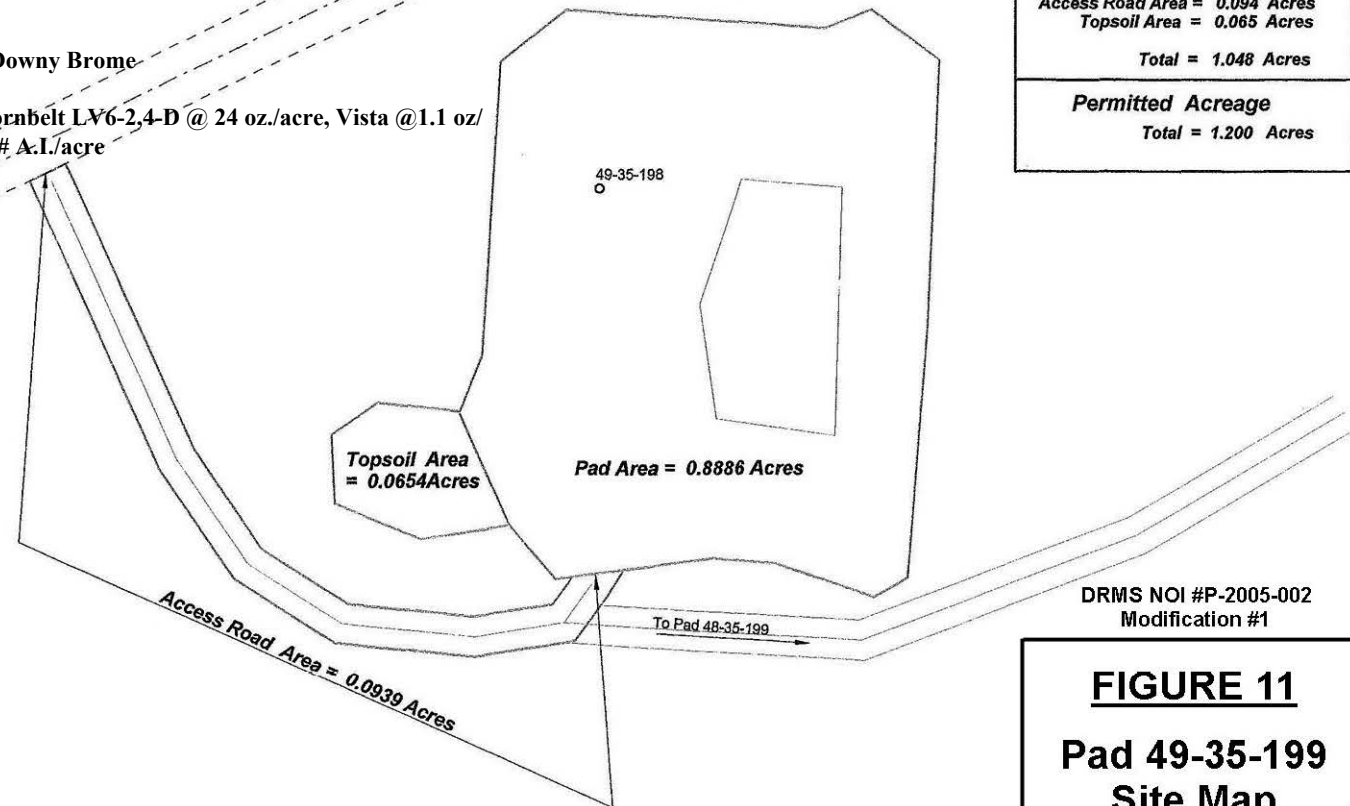 Downy Brome
LV6-2,4-D @ 24 oz./acre, Vista @1.1 oz/
# A.I./acre
Access Road Area = 0.094 Acres
Topsoil Area = 0.065 Acres
Total = 1.048 Acres
Permitted Acreage
Total = 1.200 Acres
49-35-198
Topsoil Area
= 0.0654Acres
Pad Area = 0.8886 Acres
Access Road Area = 0.0939 Acres
To Pad 48-35-199
DRMS NOI #P-2005-002
Modification #1
FIGURE 11
Pad 49-35-199
Site Map